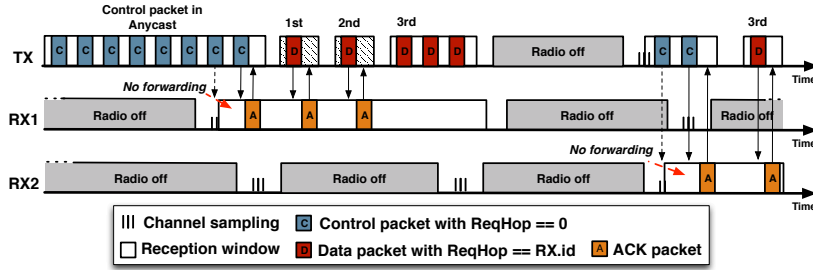 Control packet in
Anycast
1st 2nd 3rd 3rd
TX C C C C C C C C D D D D D Radio off C C D
Time
No forwarding
RX1 Radio off A A A Radio off Radio off
Time
No forwarding
RX2 Radio off Radio off Radio off A A
Time
Channel sampling C Control packet with ReqHop == 0
Reception window D Data packet with ReqHop == RX.id A ACK packet